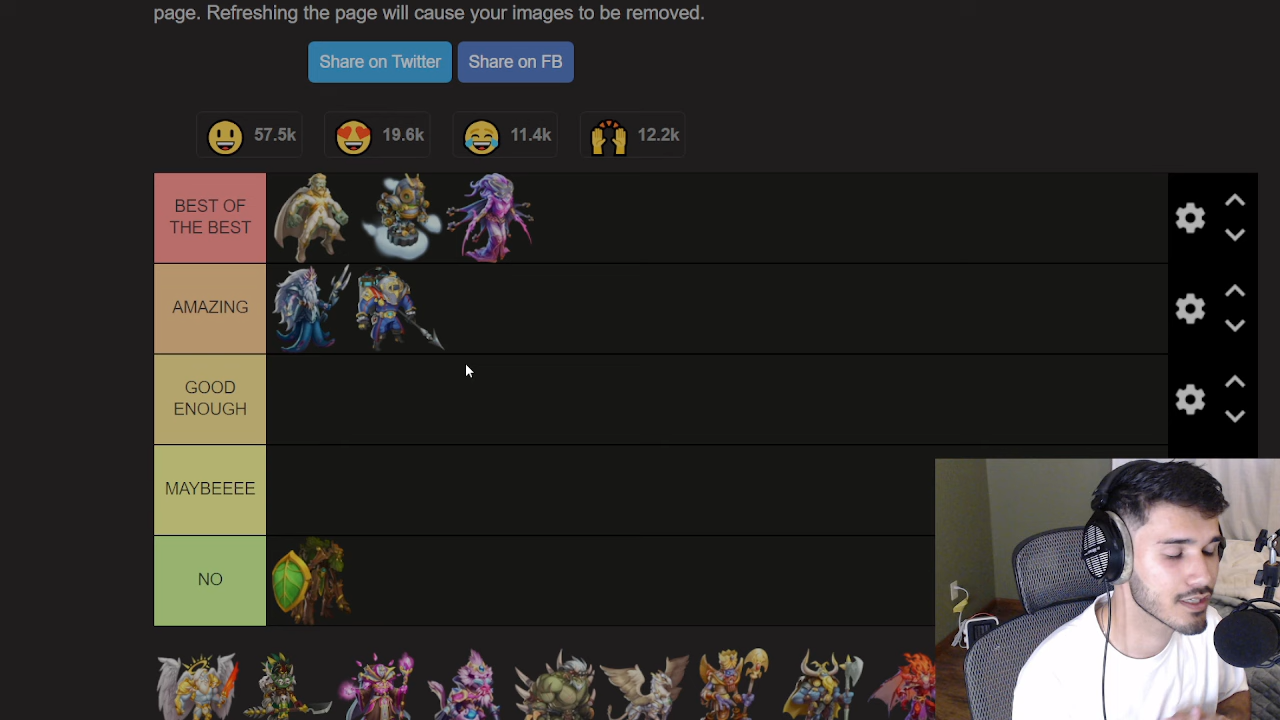 page. Refreshing the page will cause your images to be removed.
Share on Twitter
Share on FB
57.5k
19.6k
11.4k
12.2k
BEST OF
THE BEST
AMAZING
GOOD
ENOUGH
MAYBEEEE
NO